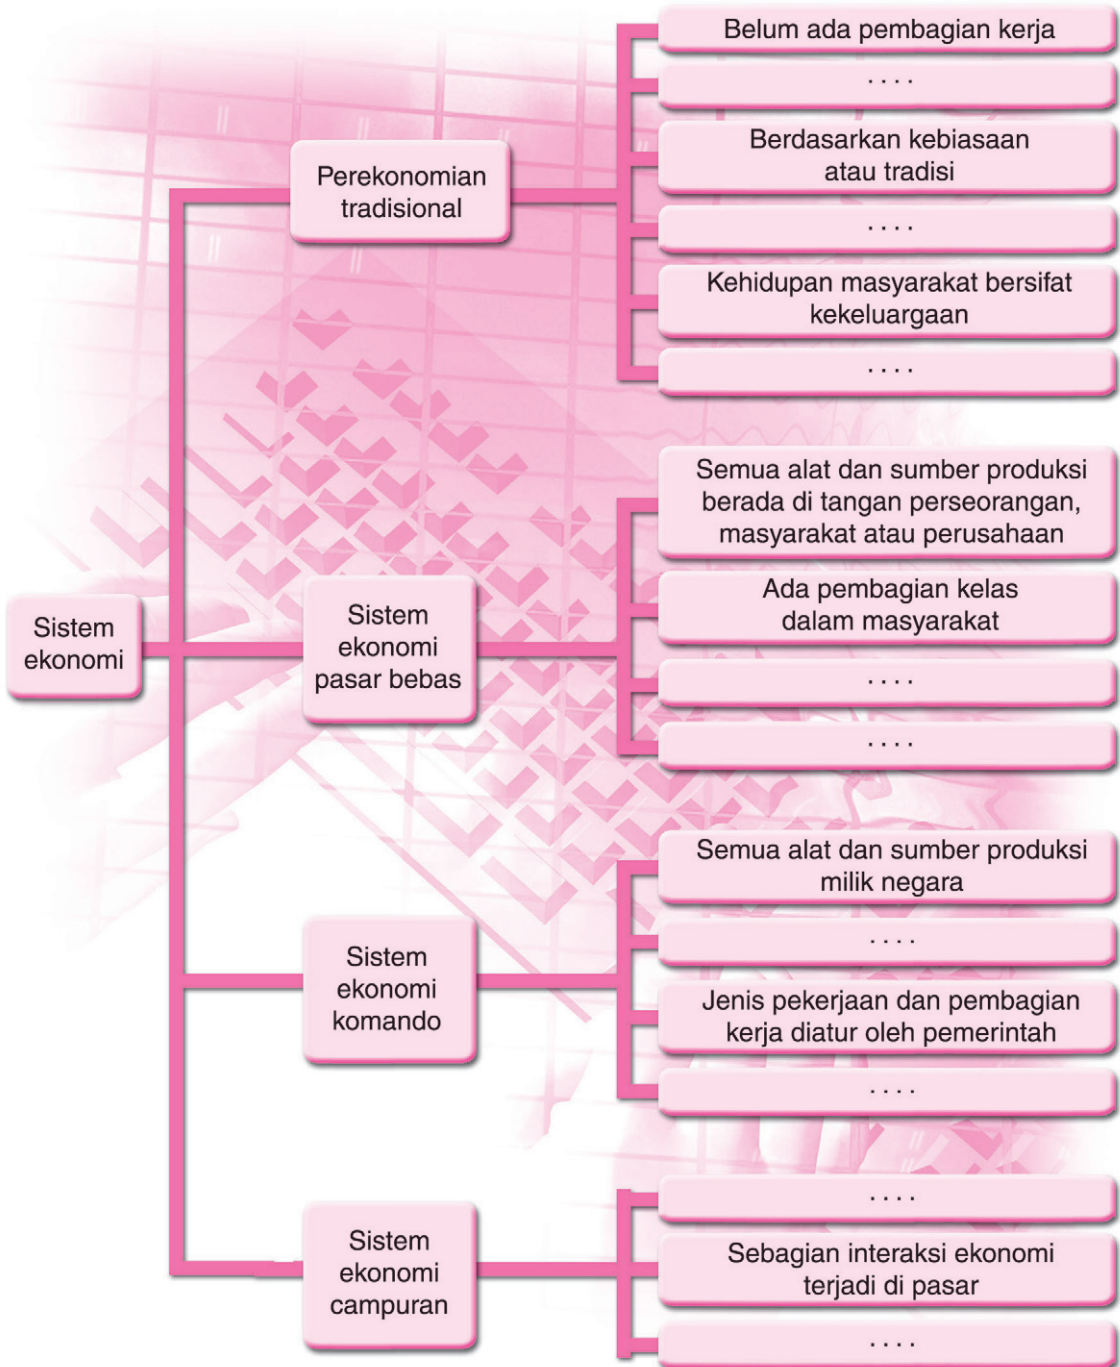 Sistem
ekonomi
Perekonomian
tradisional
Belum ada pembagian kerja
. . . .
Berdasarkan kebiasaan
atau tradisi
. . . .
Kehidupan masyarakat bersifat
kekeluargaan
. . . .
Sistem
ekonomi
pasar bebas
Semua alat dan sumber produksi
berada di tangan perseorangan,
masyarakat atau perusahaan
Ada pembagian kelas
dalam masyarakat
. . . .
. . . .
Sistem
ekonomi
komando
Semua alat dan sumber produksi
milik negara
. . . .
Jenis pekerjaan dan pembagian
kerja diatur oleh pemerintah
. . . .
Sistem
ekonomi
campuran
. . . .
Sebagian interaksi ekonomi
terjadi di pasar
. . . .